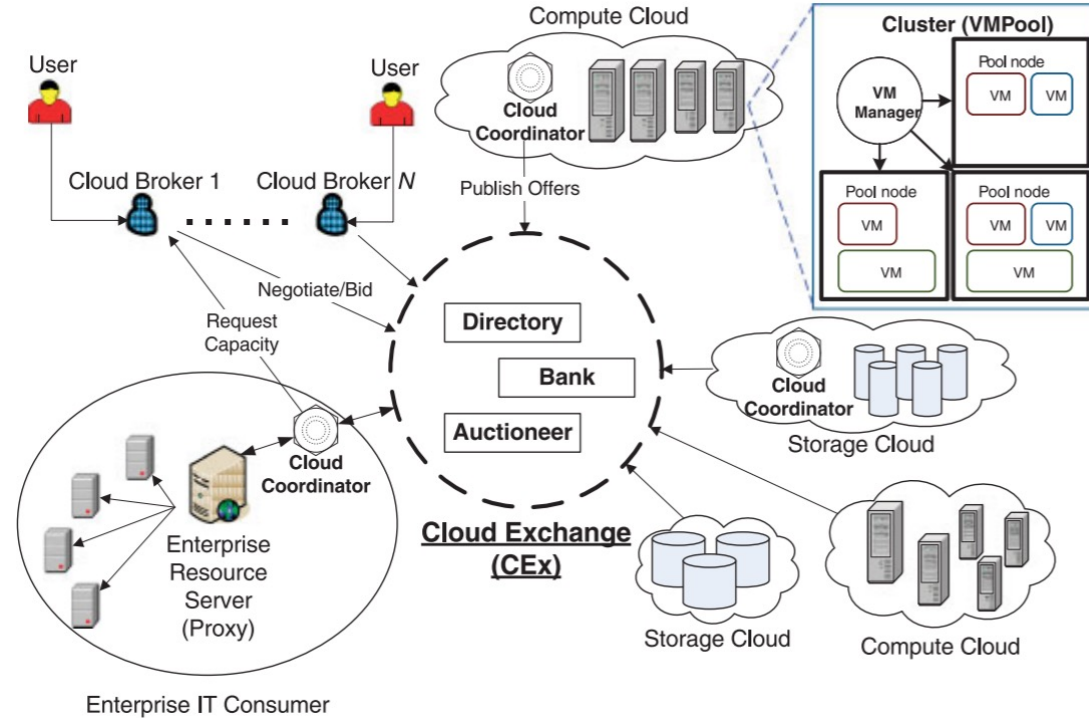 Compute Cloud
User
User
Cloud
Coordinator
Cluster (VMPool)
VM
Manager
Pool node
VM
VM
Pool node
VM
VM
Pool node
VM
VM
VM
Cloud Broker 1
Cloud Broker N
Publish Offers
Negotiate/Bid
Request
Capacity
Directory
Bank
Auctioneer
Cloud Exchange
(CEx)
Cloud
Coordinator
Storage Cloud
Cloud
Coordinator
Enterprise
Resource
Server
(Proxy)
Enterprise IT Consumer
Storage Cloud
Compute Cloud